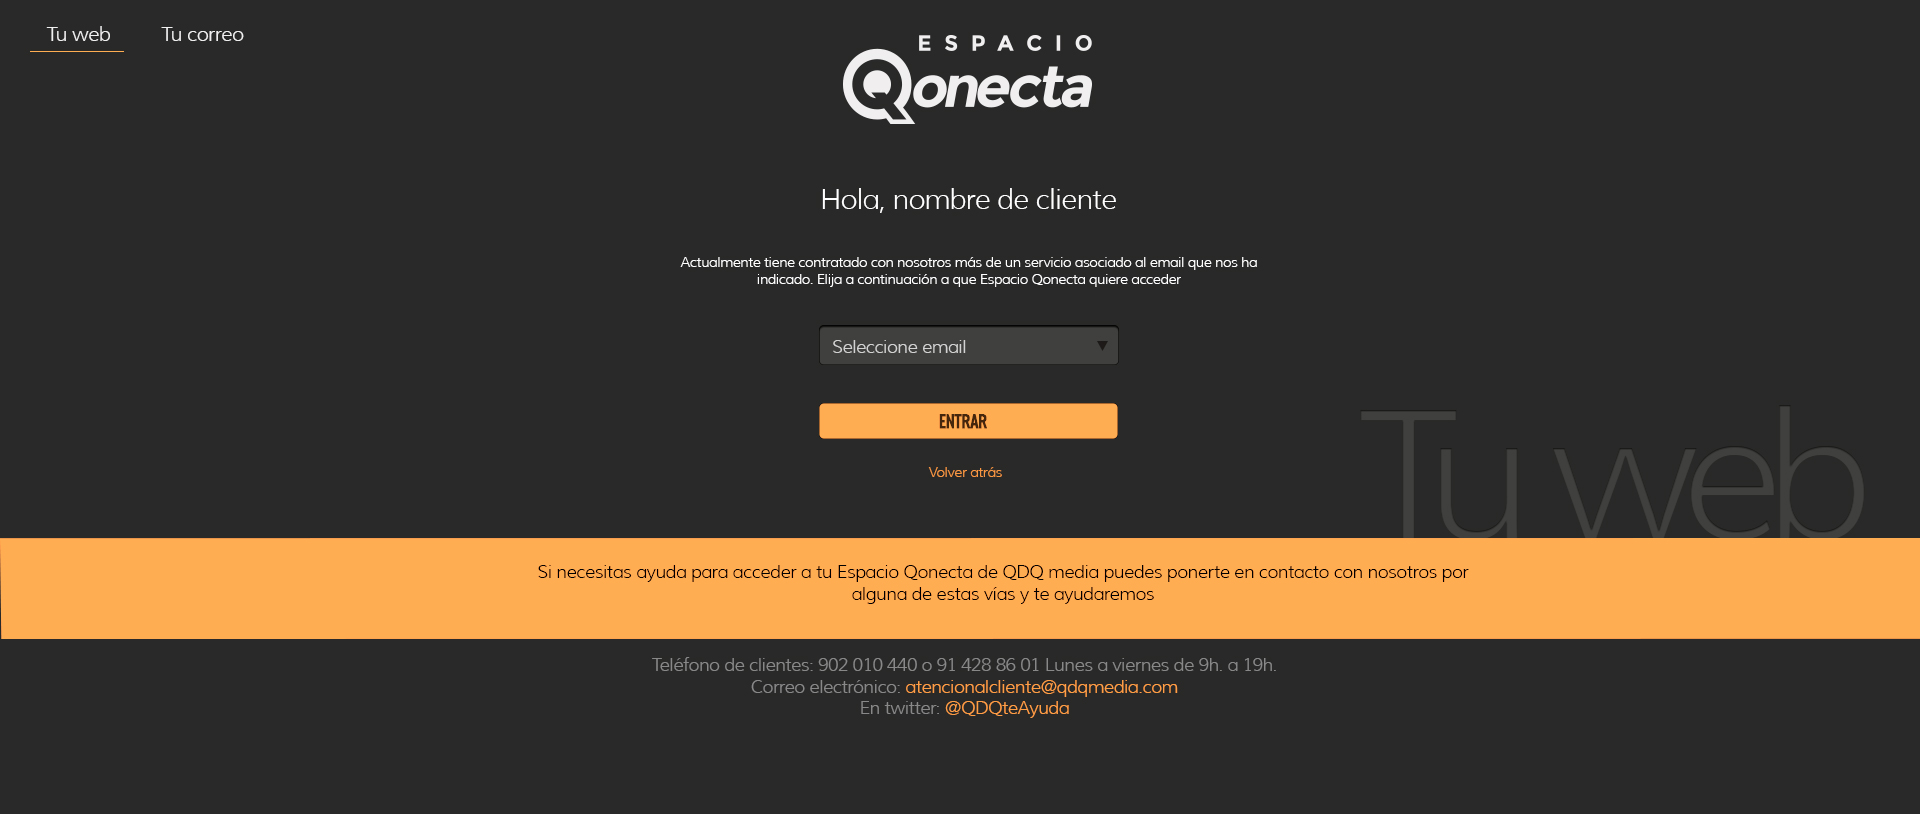 Tu web
Tu correo
ESPACIO
Qonecta
Hola, nombre de cliente
Actualmente tiene contratado con nosotros más de un servicio asociado al email que nos ha
indicado. Elija a continuación a que Espacio Qonecta quiere acceder
Seleccione email
ENTRAR
Volver atrás
Tu web
Si necesitas ayuda para acceder a tu Espacio Qonecta de QDQ media puedes ponerte en contacto con nosotros por
alguna de estas vías y te ayudaremos
Teléfono de clientes: 902 010 440 o 91 428 86 01 Lunes a viernes de 9h. a 19h.
Correo electrónico: atencionalcliente@qdqmedia.com
En twitter: @QDQteAyuda